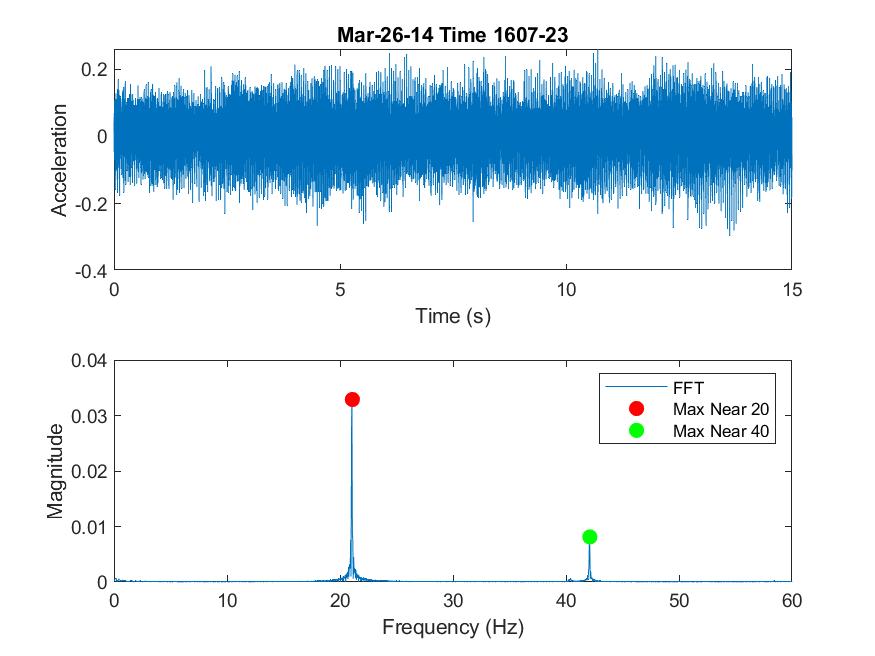 Mar-26-14 Time 1607-23
0.2
0
-0.2
-0.4
Acceleration
0 5 10 15
Time (s)
0.04
0.03
0.02
0.01
0
Magnitude
FFT
Max Near 20
Max Near 40
0 10 20 30 40 50 60
Frequency (Hz)